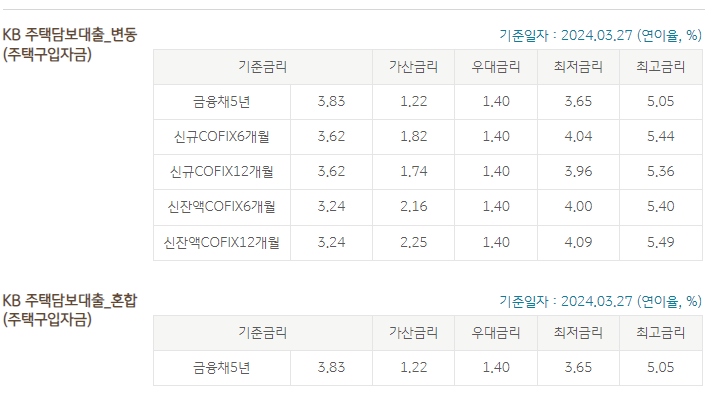 KB 주택담보대출_변동
(주택구입자금)
기준일자 : 2024.03.27 (연이율, %)
기준금리 가산금리 우대금리 최저금리 최고금리
금융채5년 3.83 1.22 1.40 3.65 5.05
신규COFIX6개월 3.62 1.82 1.40 4.04 5.44
신규COFIX12개월 3.62 1.74 1.40 3.96 5.36
신잔액COFIX6개월 3.24 2.16 1.40 4.00 5.40
신잔액COFIX12개월 3.24 2.25 1.40 4.09 5.49
KB 주택담보대출_혼합
(주택구입자금)
기준일자 : 2024.03.27 (연이율, %)
기준금리 가산금리 우대금리 최저금리 최고금리
금융채5년 3.83 1.22 1.40 3.65 5.05